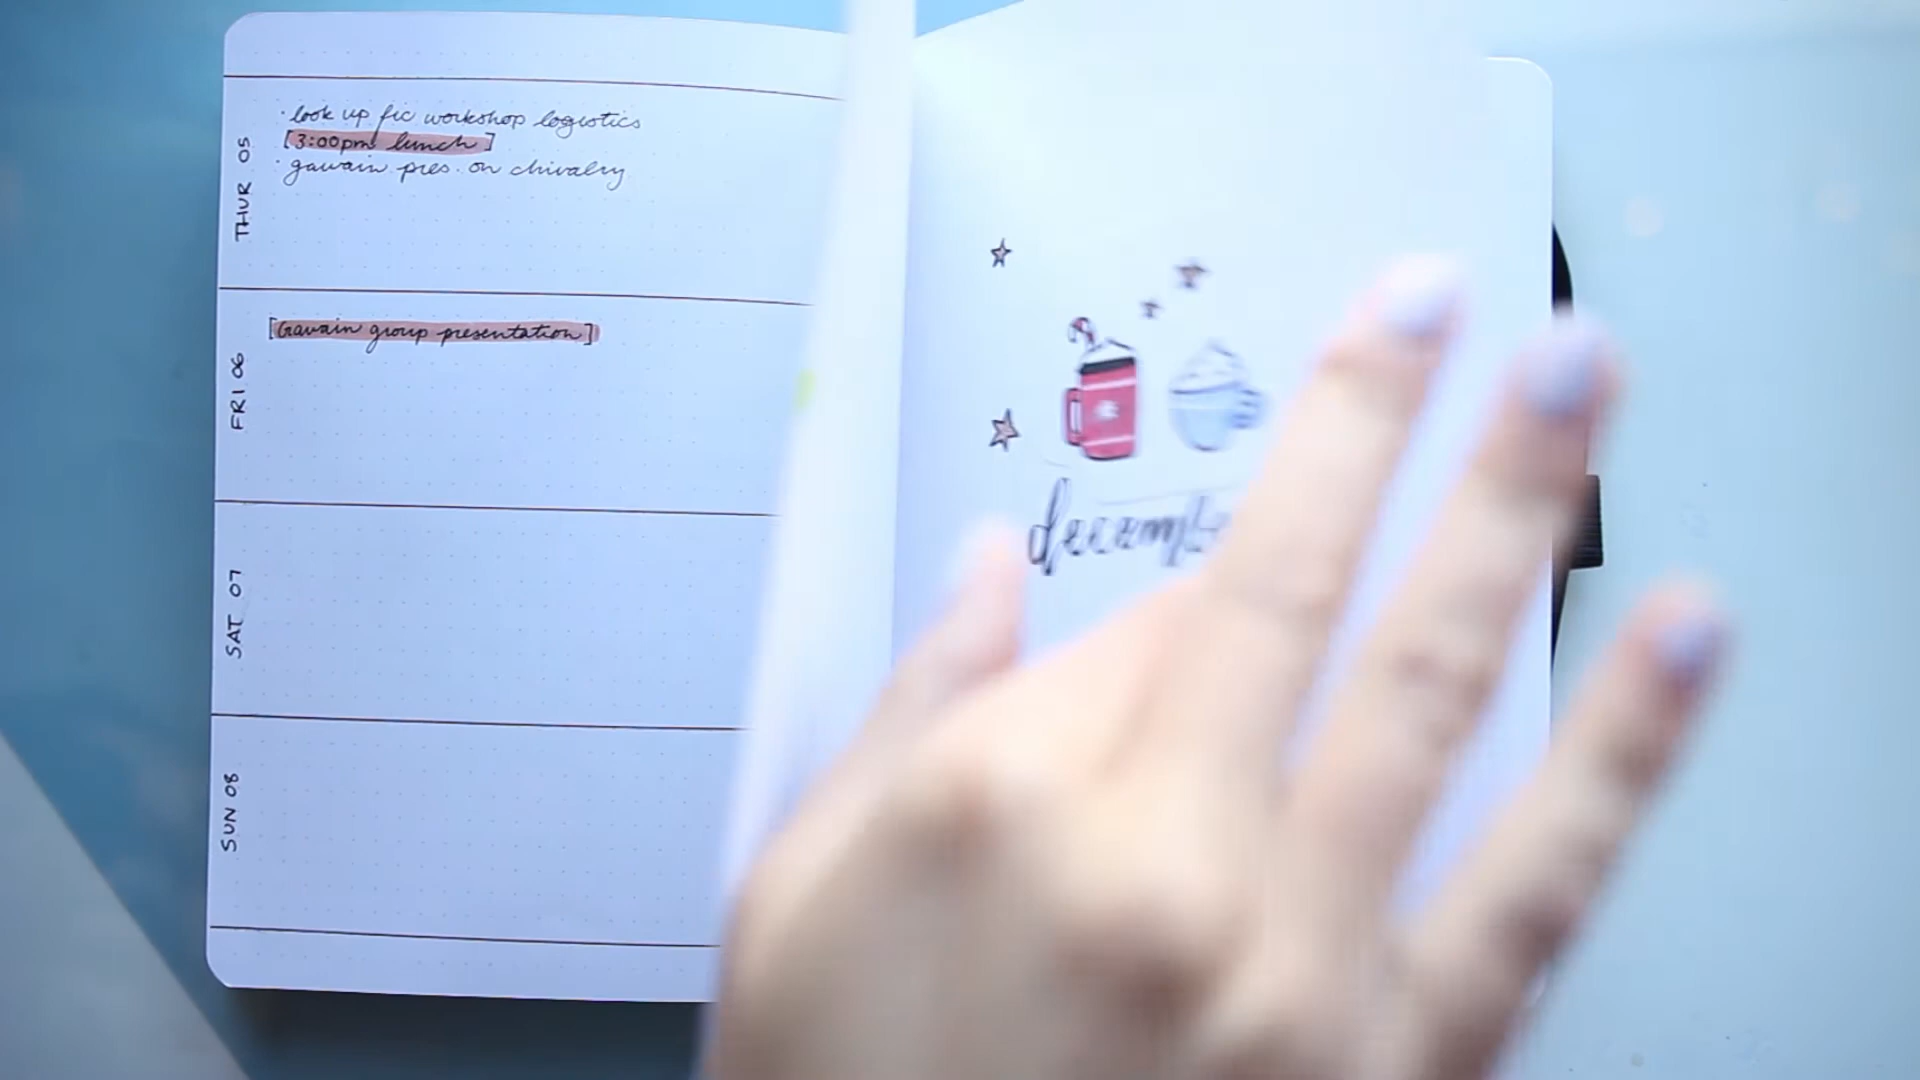 THUR 05
· look up fic workshop logistics
[3:00pm lunch]
· gawain pres. on chivalry
FRI 06
[Gawain group presentation]
SAT 07
SUN 08